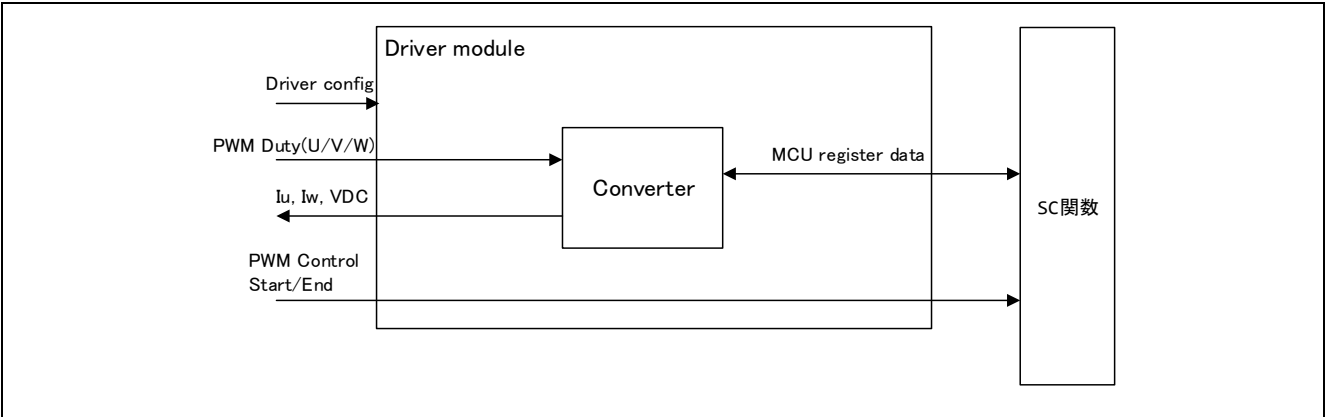 Driver module
Driver config
PWM Duty(U/V/W)
MCU register data
Converter
Iu, Iw, VDC
SC関数
PWM Control
Start/End